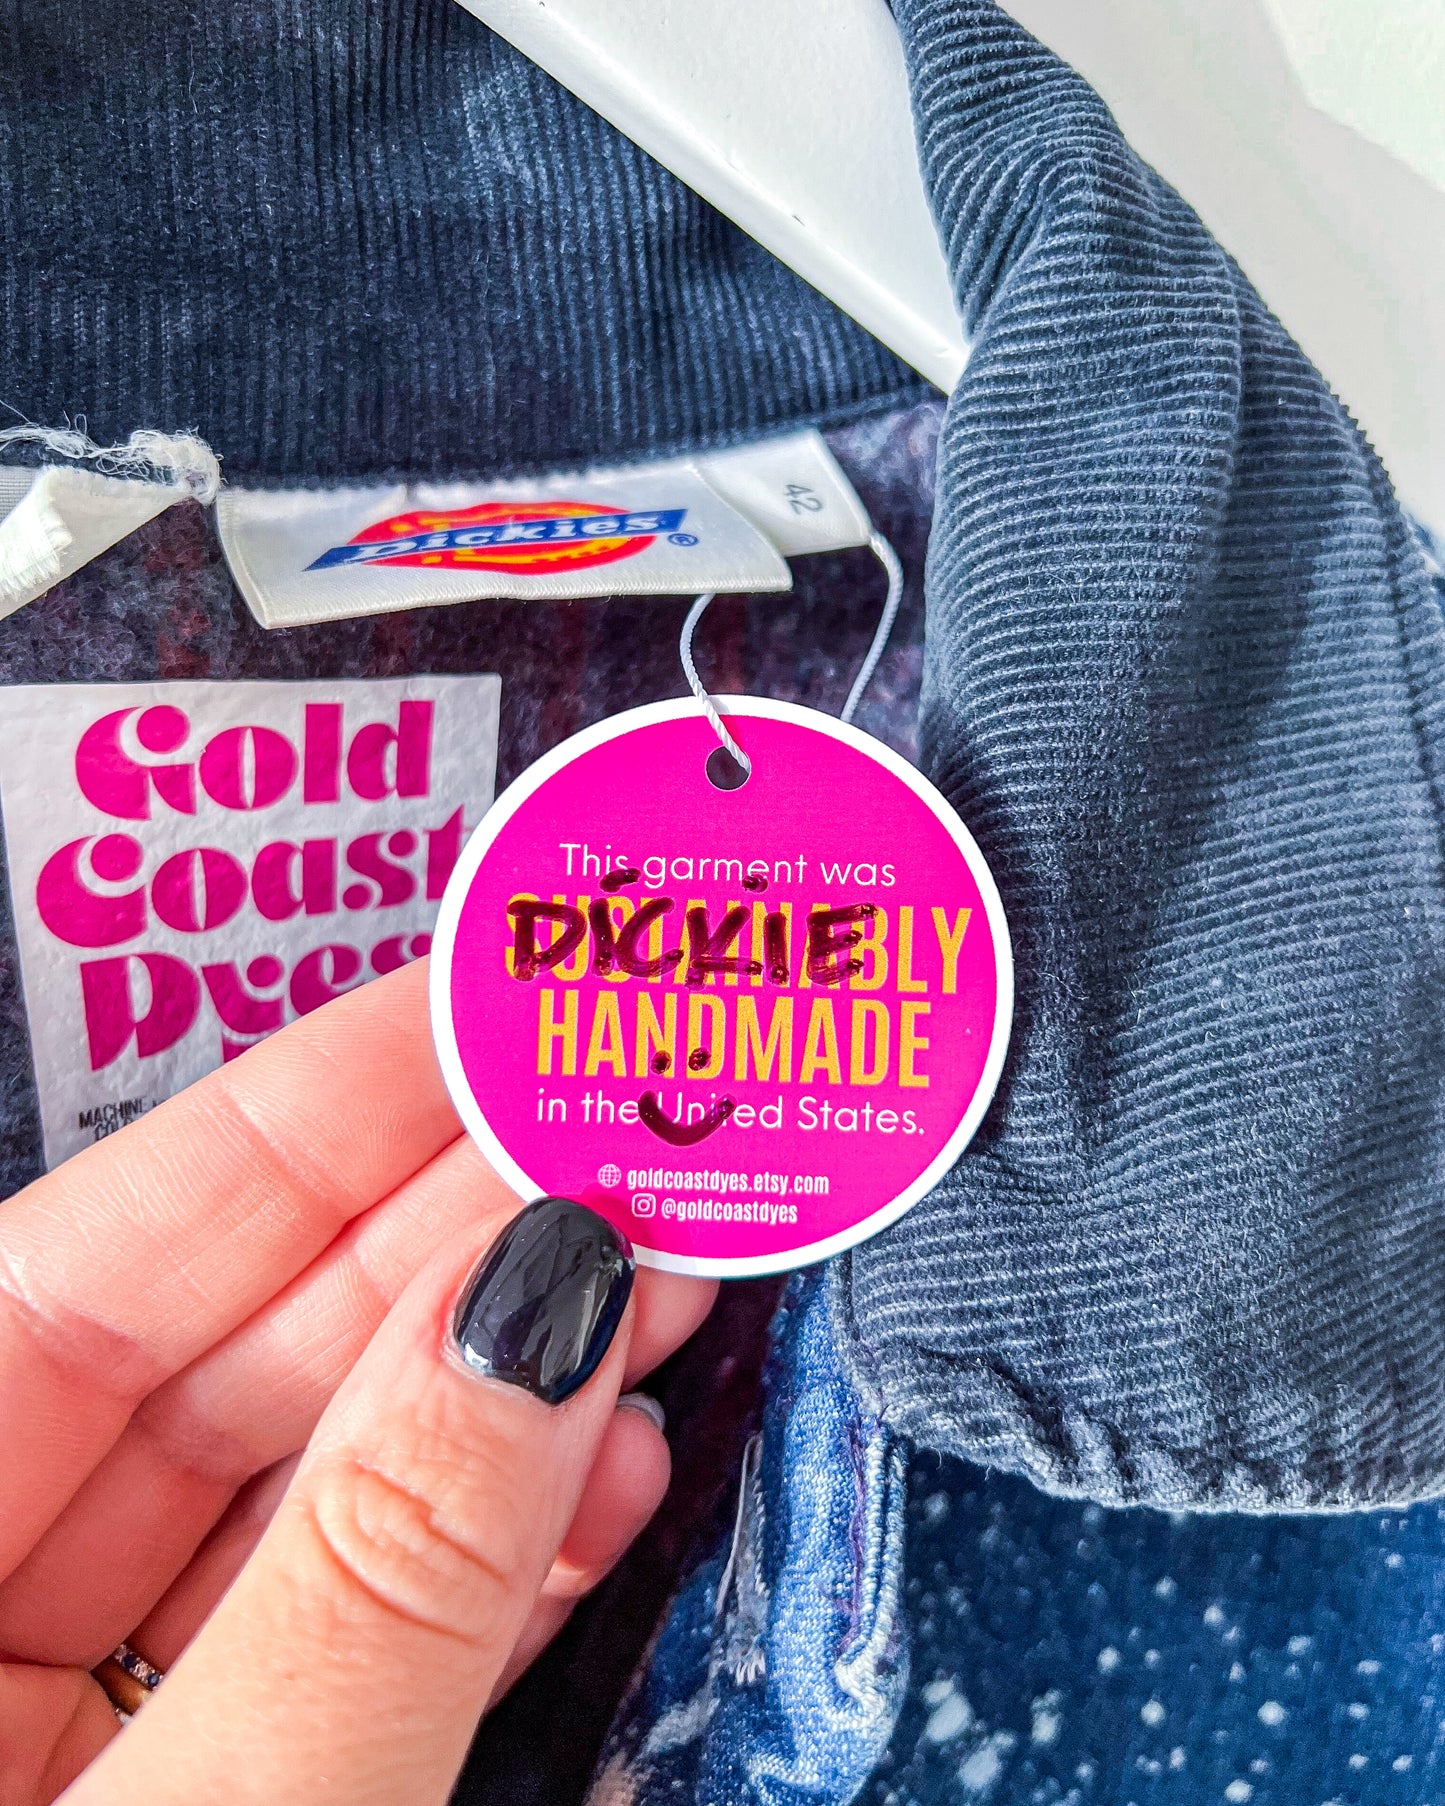 Dickies®
42
Gold
Coast
Dyes
MACHINE
This garment was
SUSTAINABLY
DICKIE
HANDMADE
in the United States.
goldcoastdyes.etsy.com
@goldcoastdyes